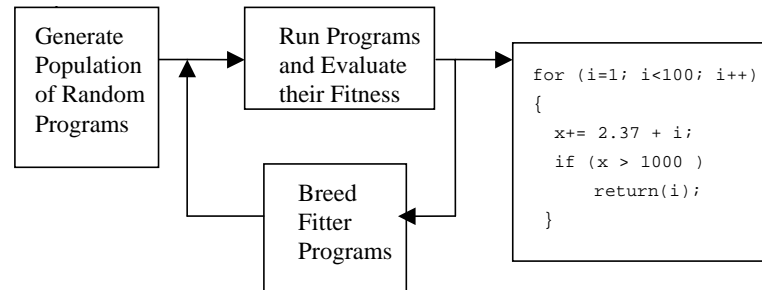 Generate
Population
of Random
Programs
Run Programs
and Evaluate
their Fitness
Breed
Fitter
Programs
for (i=1; i<100; i++)
{
x+= 2.37 + i;
if (x > 1000 )
return(i);
}